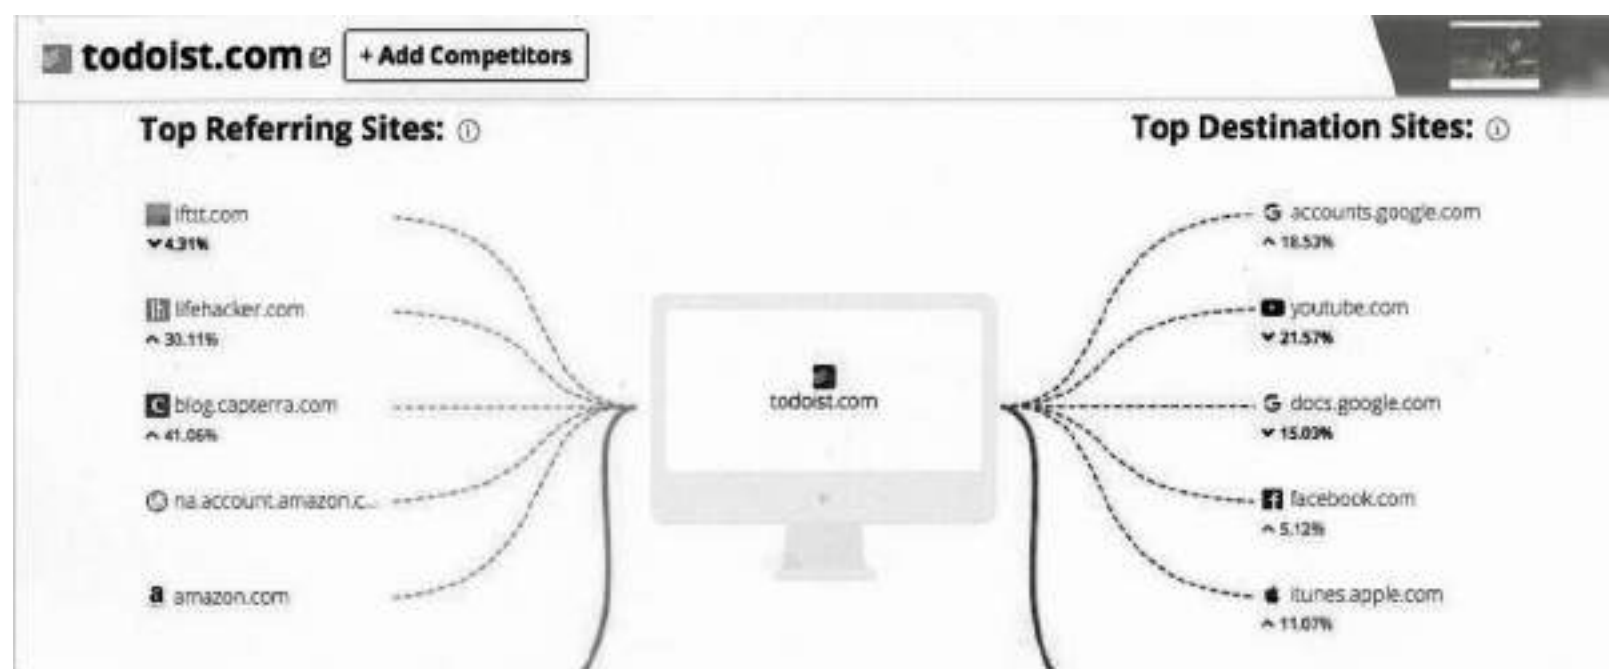 todoist.com + Add Competitors
Top Referring Sites:
ifttt.com
4.31%
lifehacker.com
30.11%
blog.capterra.com
41.06%
na.account.amazon.c...
amazon.com
todoist.com
Top Destination Sites:
accounts.google.com
18.53%
youtube.com
21.57%
docs.google.com
15.03%
facebook.com
5.12%
itunes.apple.com
11.07%